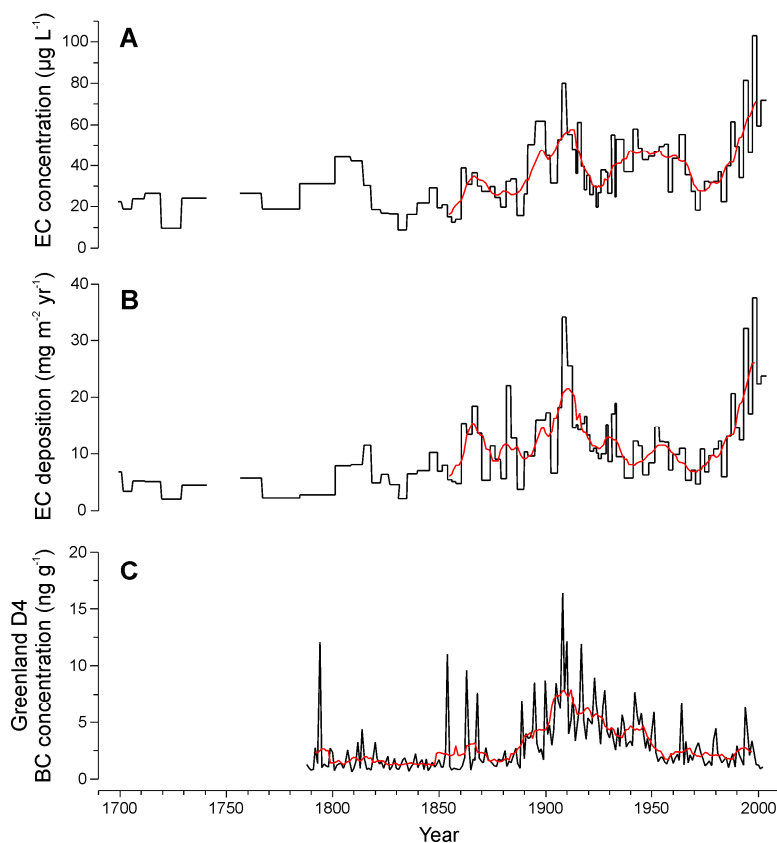 A
EC concentration (µg L⁻¹)
100
80
60
40
20
0
B
EC deposition (mg m⁻² yr⁻¹)
40
30
20
10
0
C
Greenland D4
BC concentration (ng g⁻¹)
20
15
10
5
0
1700 1750 1800 1850 1900 1950 2000
Year